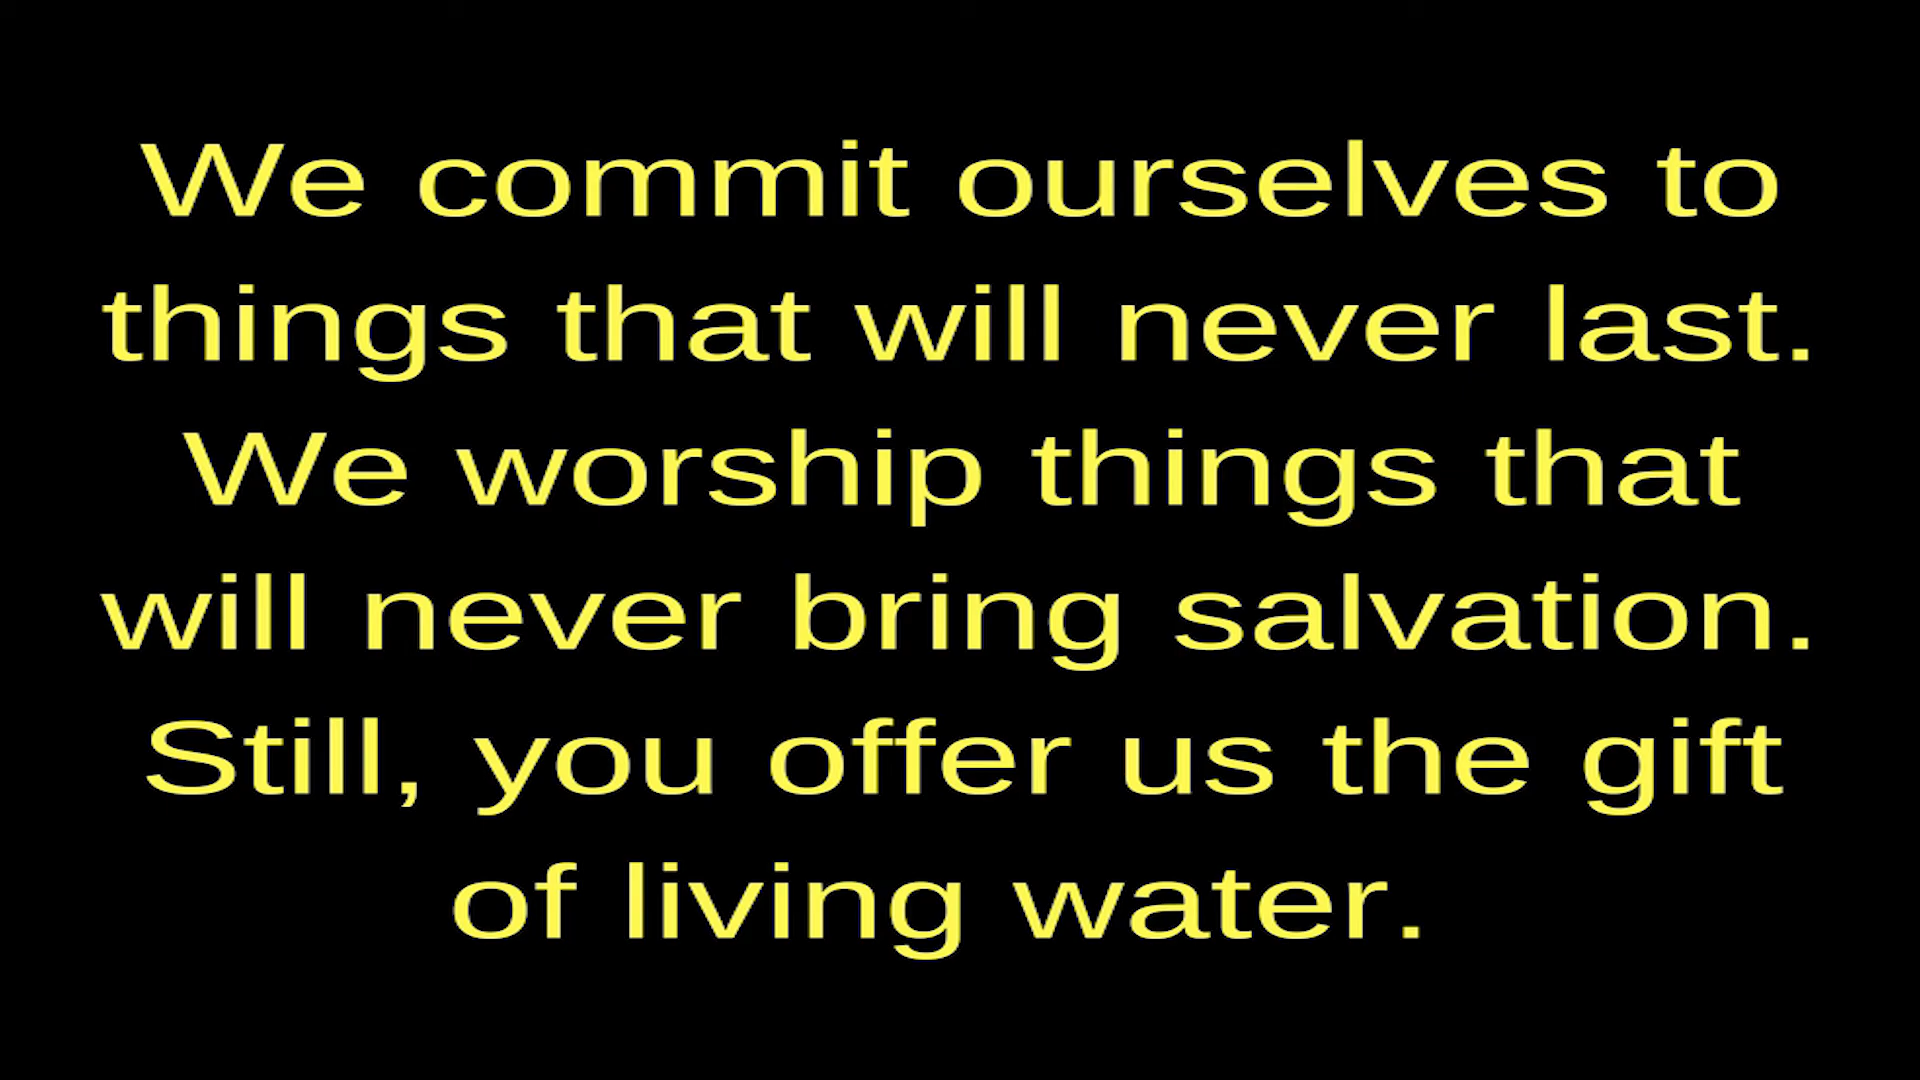 We commit ourselves to
things that will never last.
We worship things that
will never bring salvation.
Still, you offer us the gift
of living water.